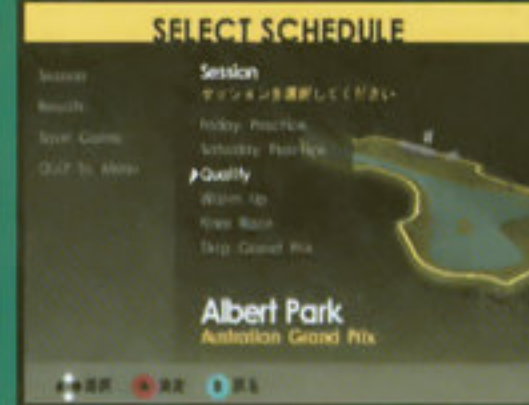 SELECT SCHEDULE
Session
Results
Save Game
Quit To Menu
Session
セッションを選択してください
Friday Practice
Saturday Practice
Qualify
Warm Up
Race
Skip Grand Prix
Albert Park
Australian Grand Prix
選択
決定
戻る